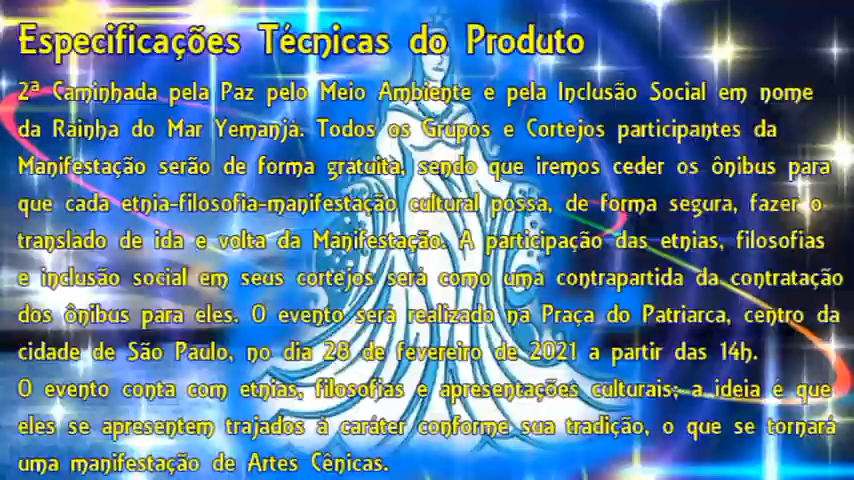 Especificações Técnicas do Produto
2ª Caminhada pela Paz pelo Meio Ambiente e pela Inclusão Social em nome
da Rainha do Mar Yemanjá. Todos os Grupos e Cortejos participantes da
Manifestação serão de forma gratuita, sendo que iremos ceder os ônibus para
que cada etnia-filosofia-manifestação cultural possa, de forma segura, fazer o
translado de ida e volta da Manifestação. A participação das etnias, filosofias
e inclusão social em seus cortejos será como uma contrapartida da contratação
dos ônibus para eles. O evento será realizado na Praça do Patriarca, centro da
cidade de São Paulo, no dia 28 de fevereiro de 2021 a partir das 14h.
O evento conta com etnias, filosofias e apresentações culturais; a ideia é que
eles se apresentem trajados à caráter conforme sua tradição, o que se tornará
uma manifestação de Artes Cênicas.